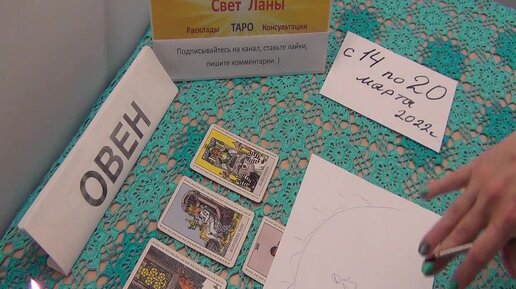 Свет Ланы
Расклады ТАРО Консультации
Подписывайтесь на канал, ставьте лайки,
пишите комментарии. :)
с 14 по 20
марта
2022г
ОВЕН